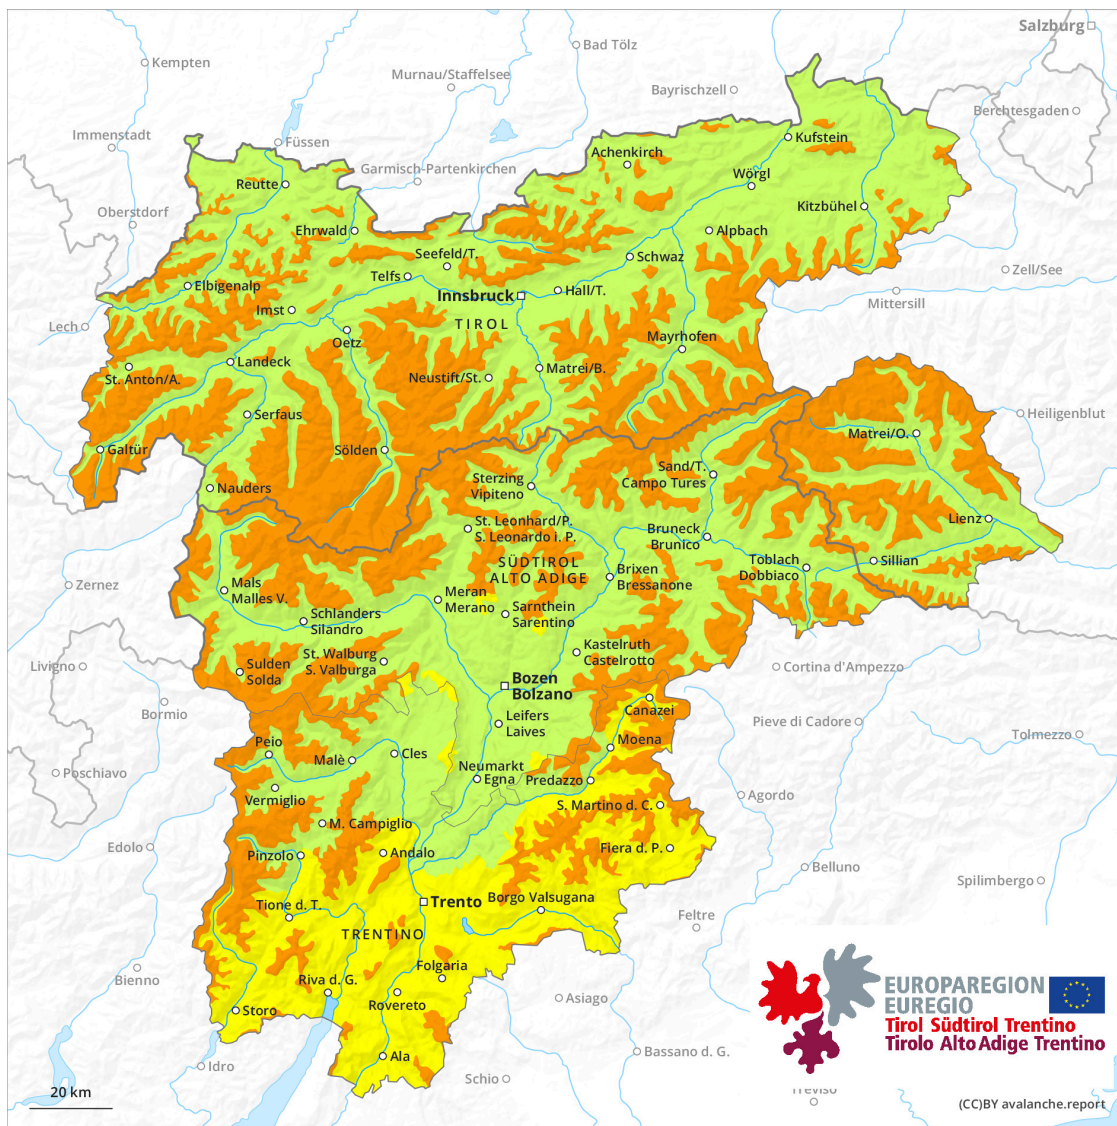 Salzburg
Bad Tölz
Kempten
Murnau/Staffelsee
Bayrischzell
Berchtesgaden
Immenstadt
Füssen
Kufstein
Achenkirch
Garmisch-Partenkirchen
Wörgl
Reutte
Kitzbühel
Oberstdorf
Ehrwald
Alpbach
Seefeld/T.
Schwaz
Telfs
Zell/See
Elbigenalp
Innsbruck
Hall/T.
Mittersill
Imst
TIROL
Lech
Oetz
Mayrhofen
Landeck
Matrei/B.
St. Anton/A.
Neustift/St.
Serfaus
Heiligenblut
Matrei/O.
Galtür
Sölden
Sand/T.
Campo Tures
Sterzing
Vipiteno
Nauders
Lienz
St. Leonhard/P.
S. Leonardo i. P.
Bruneck
Brunico
SÜDTIROL
ALTO ADIGE
Toblach
Dobbiaco
Sillian
Brixen
Bressanone
Zernez
Mals
Malles V.
Meran
Merano
Sarnthein
Sarentino
Schlanders
Silandro
Kastelruth
Castelrotto
St. Walburg
S. Valburga
Livigno
Sulden
Solda
Cortina d'Ampezzo
Bozen
Bolzano
Bormio
Canazei
Leifers
Laives
Pieve di Cadore
Tolmezzo
Moena
Peio
Malè
Cles
Neumarkt
Egna
Predazzo
Poschiavo
Vermiglio
Agordo
S. Martino d. C.
M. Campiglio
Edolo
Pinzolo
Andalo
Fiera d. P.
Belluno
Spilimbergo
Tione d. T.
Trento
Borgo Valsugana
Feltre
TRENTINO
Bienno
Folgaria
Riva d. G.
Rovereto
Asiago
Storo
EUROPAREGION
EUREGIO
Tirol Südtirol Trentino
Tirolo Alto Adige Trentino
Ala
Idro
Bassano d. G.
Schio
20 km
Treviso
(CC)BY avalanche.report